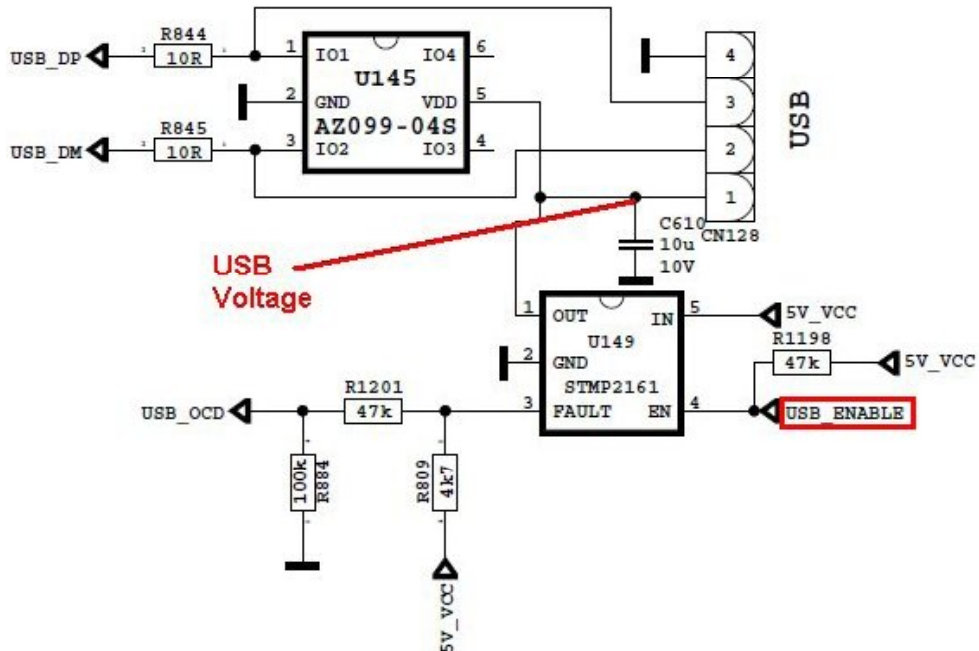 R844
USB_DP
10R
1
IO1
IO4
6
U145
2
GND
VDD
5
AZ099-04S
R845
USB_DM
10R
3
IO2
IO3
4
4
3
2
1
USB
CN128
C610
10u
10V
USB
Voltage
1
OUT
IN
5
5V_VCC
U149
R1198
2
GND
47k
5V_VCC
STMP2161
R1201
USB_OCD
47k
3
FAULT
EN
4
USB_ENABLE
100k
R884
R809
4k7
5V_VCC